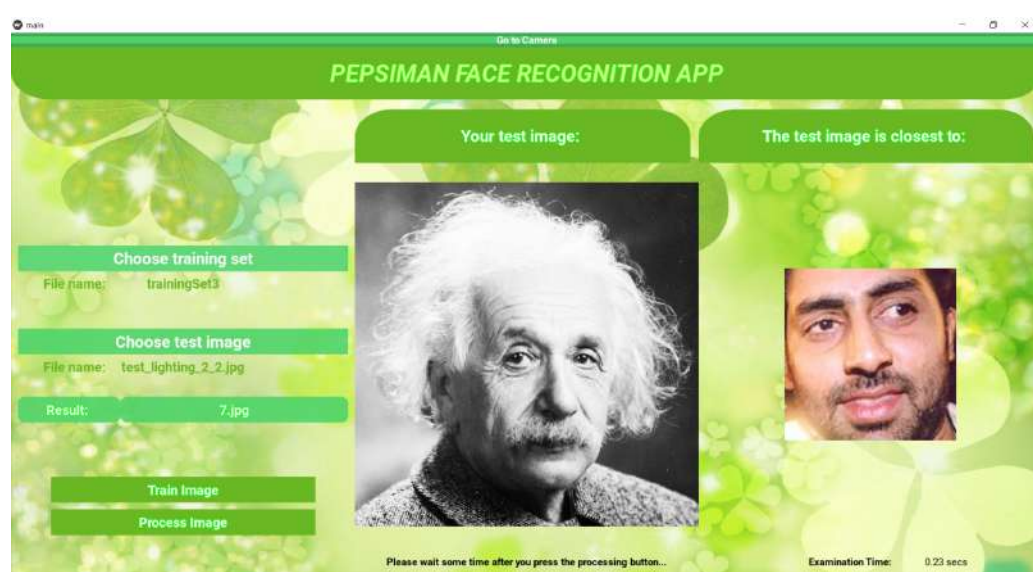 main
Go to Camera
PEPSIMAN FACE RECOGNITION APP
Your test image:
The test image is closest to:
Choose training set
File name: trainingSet3
Choose test image
File name: test_lighting_2_2.jpg
Result: 7.jpg
Train Image
Process Image
Please wait some time after you press the processing button...
Examination Time: 0.23 secs